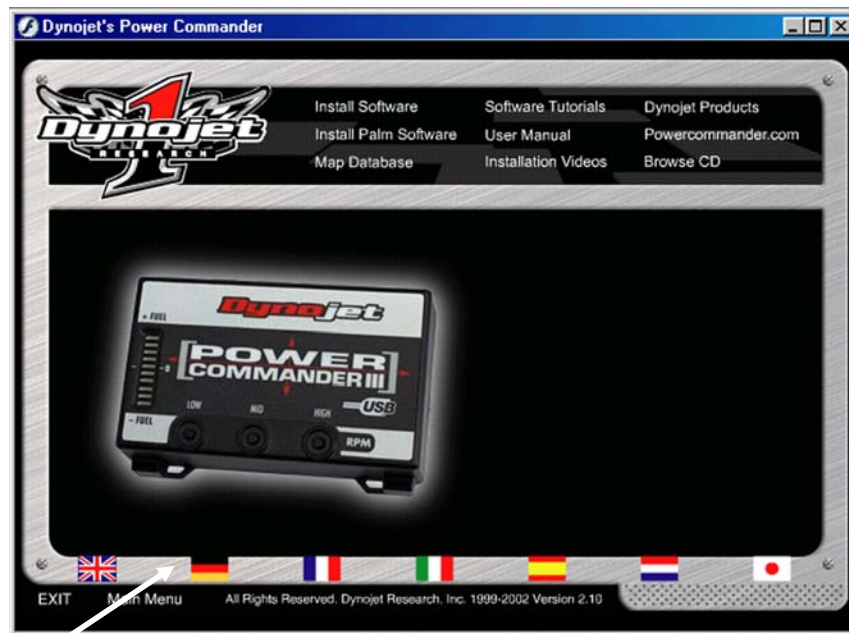 Dynojet's Power Commander
Dynojet
RESEARCH
1
Install Software Software Tutorials Dynojet Products
Install Palm Software User Manual Powercommander.com
Map Database Installation Videos Browse CD
Dynojet
+ FUEL
POWER
COMMANDER III
- 0
USB
LOW MID HIGH
- FUEL
RPM
EXIT Main Menu All Rights Reserved. Dynojet Research, Inc. 1999-2002 Version 2.10